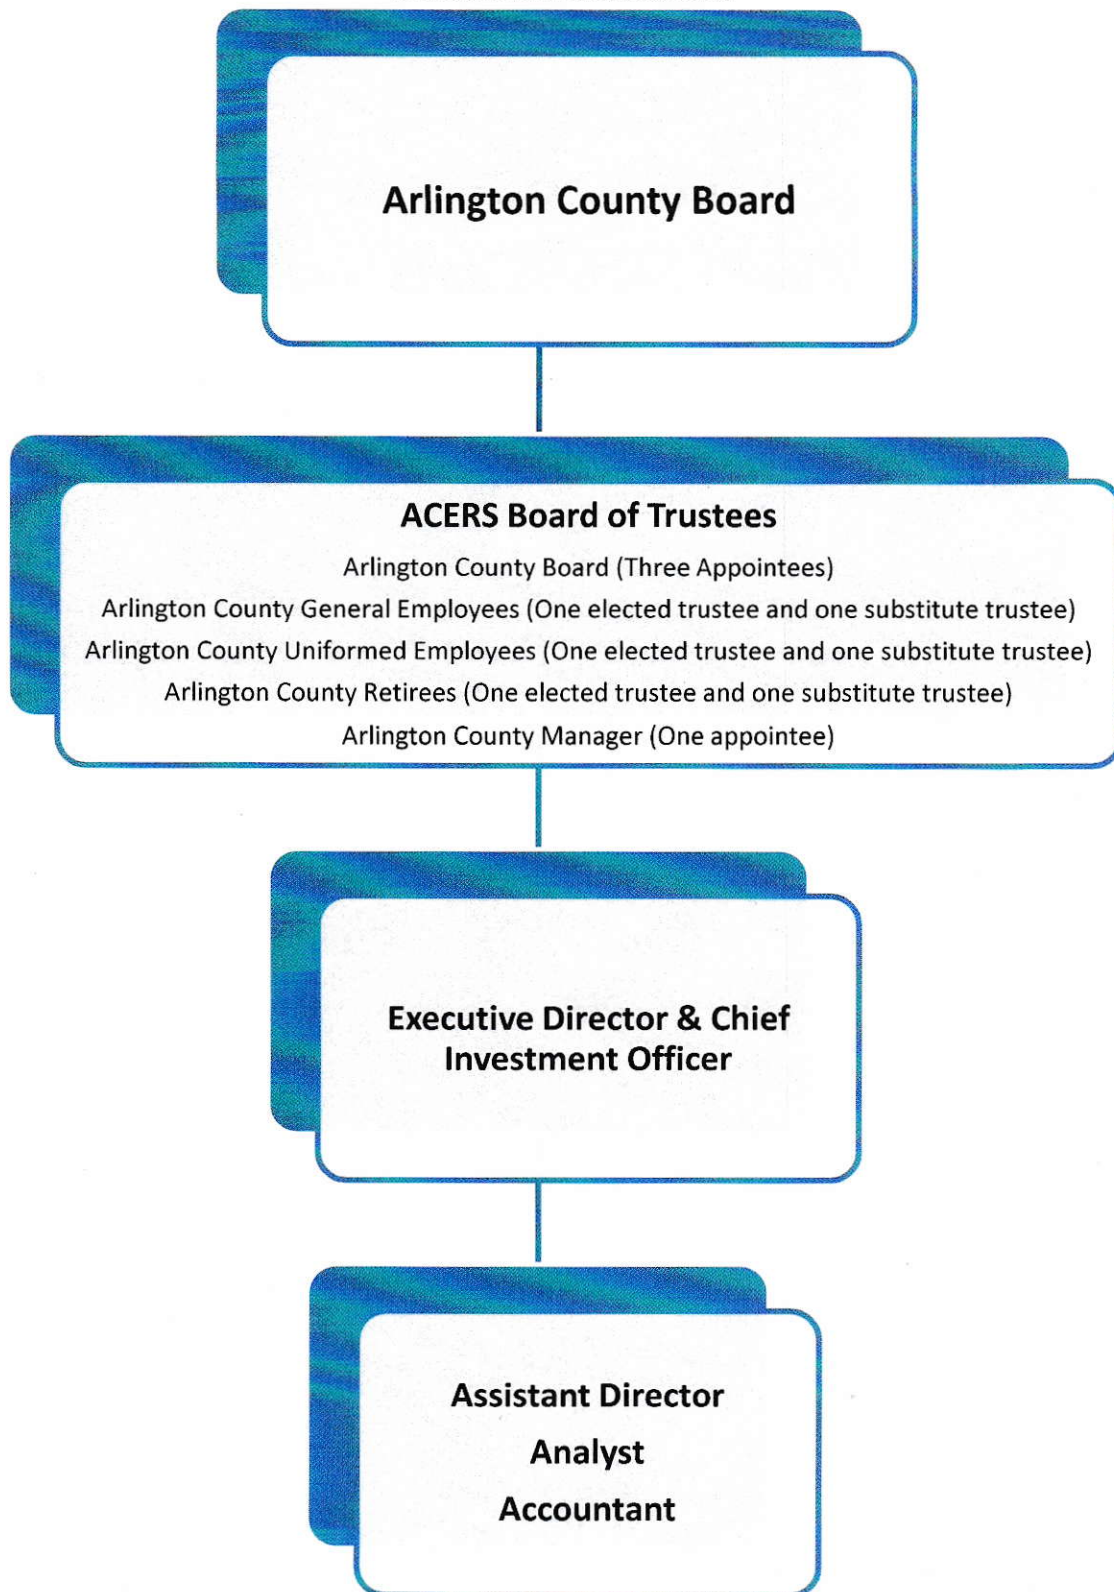 Arlington County Board
ACERS Board of Trustees
Arlington County Board (Three Appointees)
Arlington County General Employees (One elected trustee and one substitute trustee)
Arlington County Uniformed Employees (One elected trustee and one substitute trustee)
Arlington County Retirees (One elected trustee and one substitute trustee)
Arlington County Manager (One appointee)
Executive Director & Chief
Investment Officer
Assistant Director
Analyst
Accountant